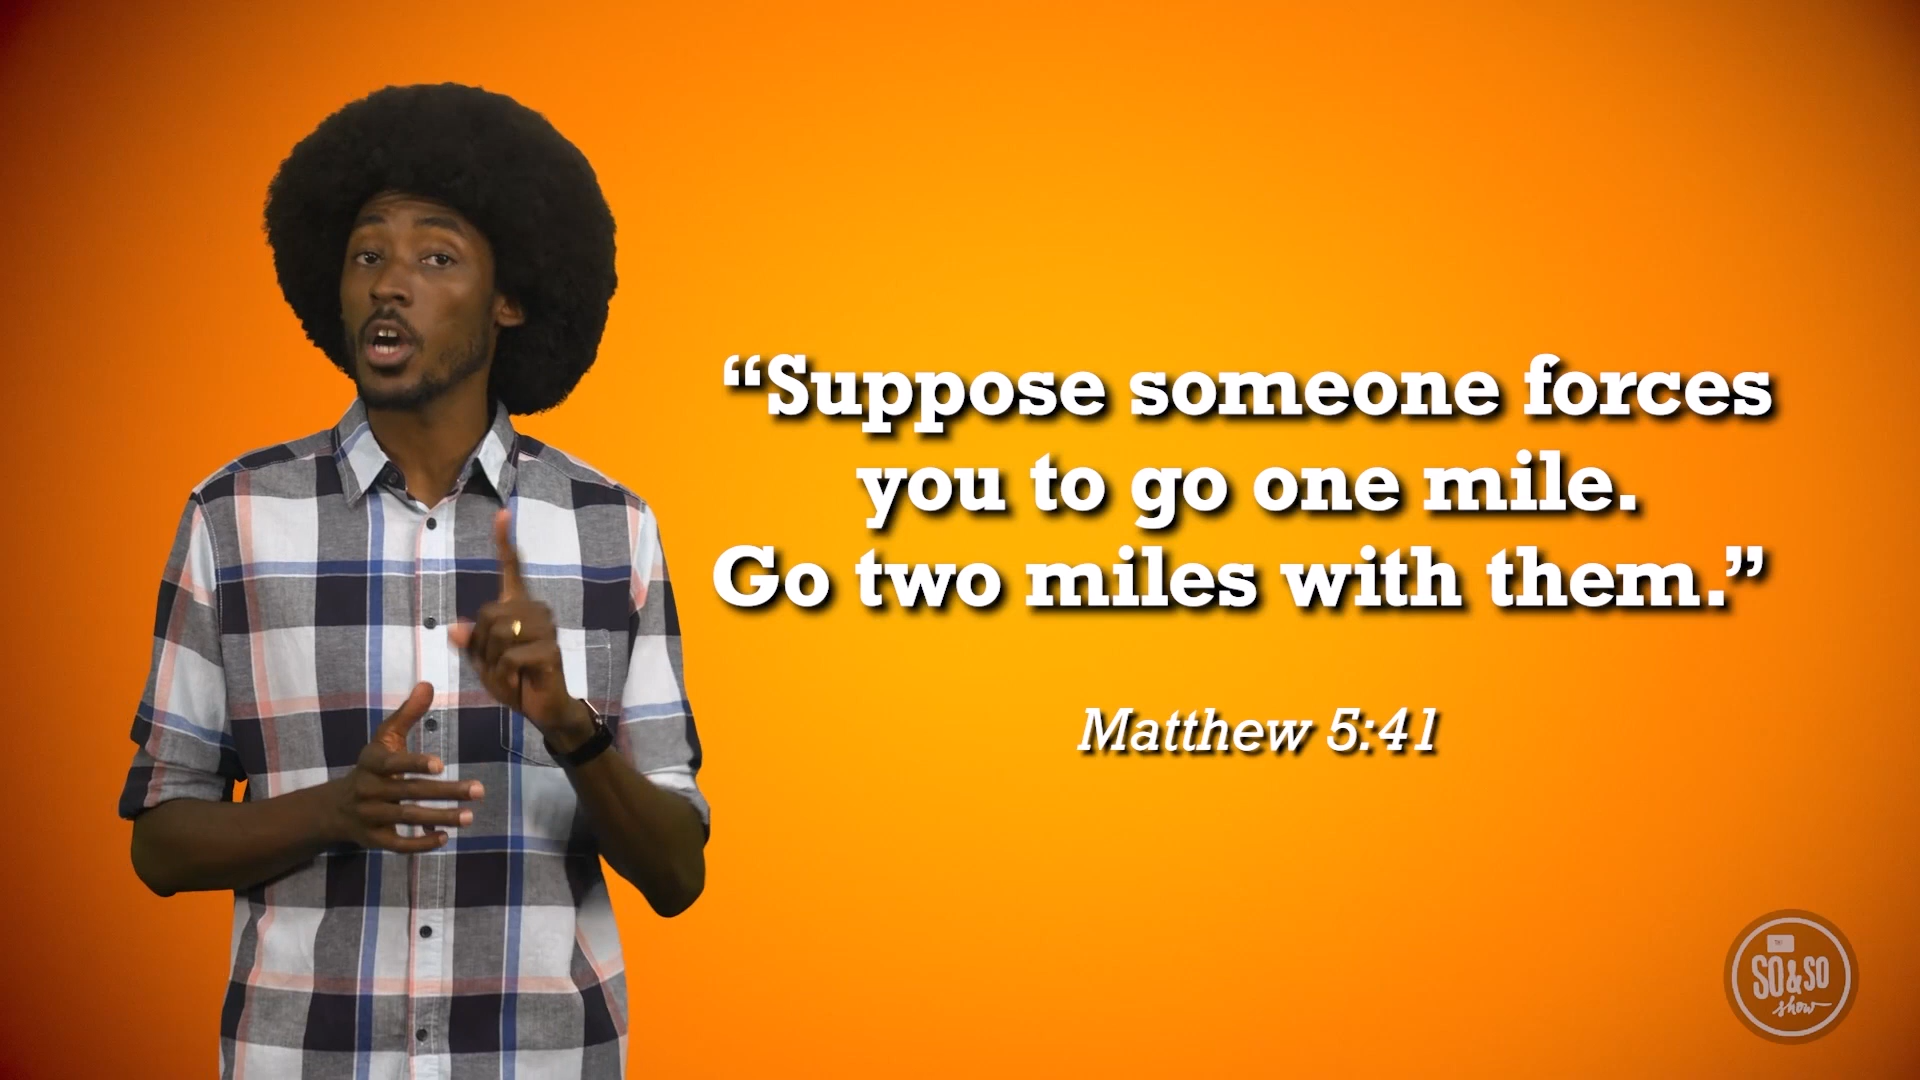 “Suppose someone forces
you to go one mile.
Go two miles with them.”
Matthew 5:41
SO & SO
show